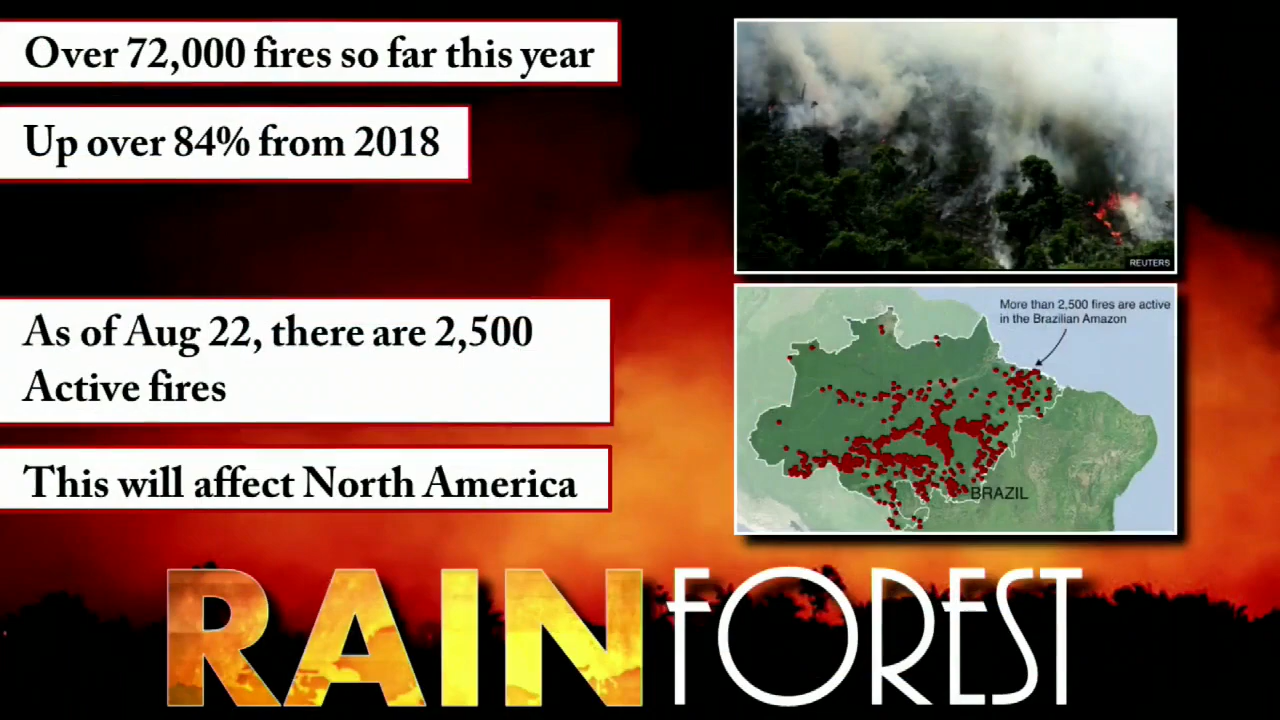 Over 72,000 fires so far this year
Up over 84% from 2018
As of Aug 22, there are 2,500
Active fires
This will affect North America
REUTERS
More than 2,500 fires are active
in the Brazilian Amazon
BRAZIL
RAINFOREST